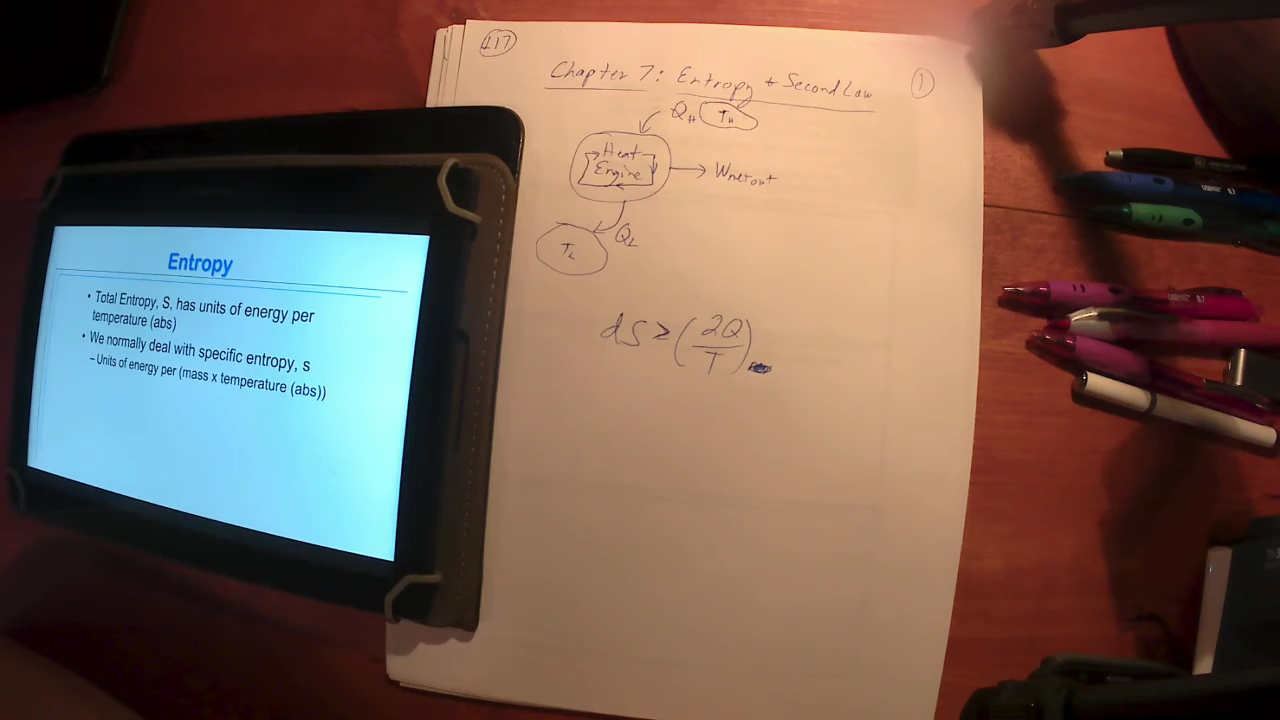 Entropy
• Total Entropy, S, has units of energy per
temperature (abs)
• We normally deal with specific entropy, s
– Units of energy per (mass x temperature (abs))
L17
Chapter 7: Entropy + Second Law
1
QH TH
Heat
Engine
Wnet out
QL
TL
dS ≥ (∂Q/T)